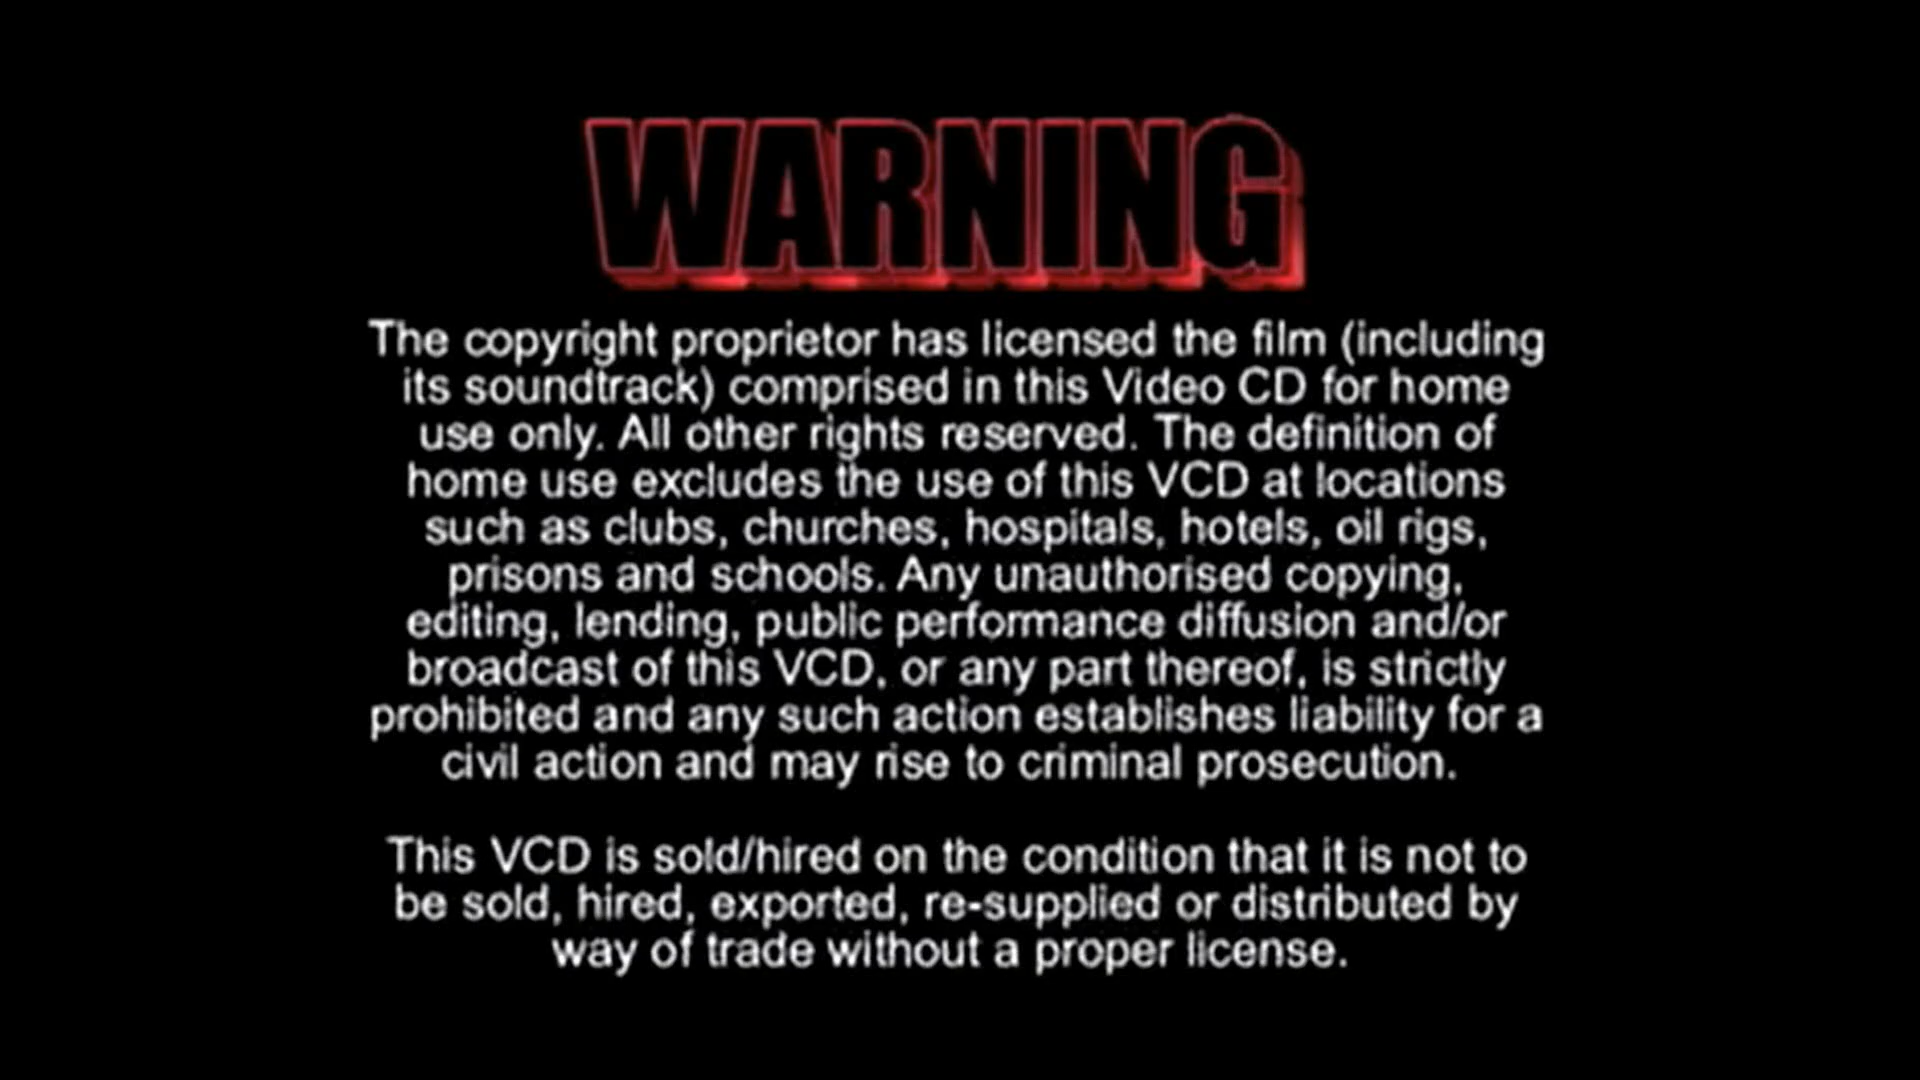 WARNING
The copyright proprietor has licensed the film (including
its soundtrack) comprised in this Video CD for home
use only. All other rights reserved. The definition of
home use excludes the use of this VCD at locations
such as clubs, churches, hospitals, hotels, oil rigs,
prisons and schools. Any unauthorised copying,
editing, lending, public performance diffusion and/or
broadcast of this VCD, or any part thereof, is strictly
prohibited and any such action establishes liability for a
civil action and may rise to criminal prosecution.
This VCD is sold/hired on the condition that it is not to
be sold, hired, exported, re-supplied or distributed by
way of trade without a proper license.